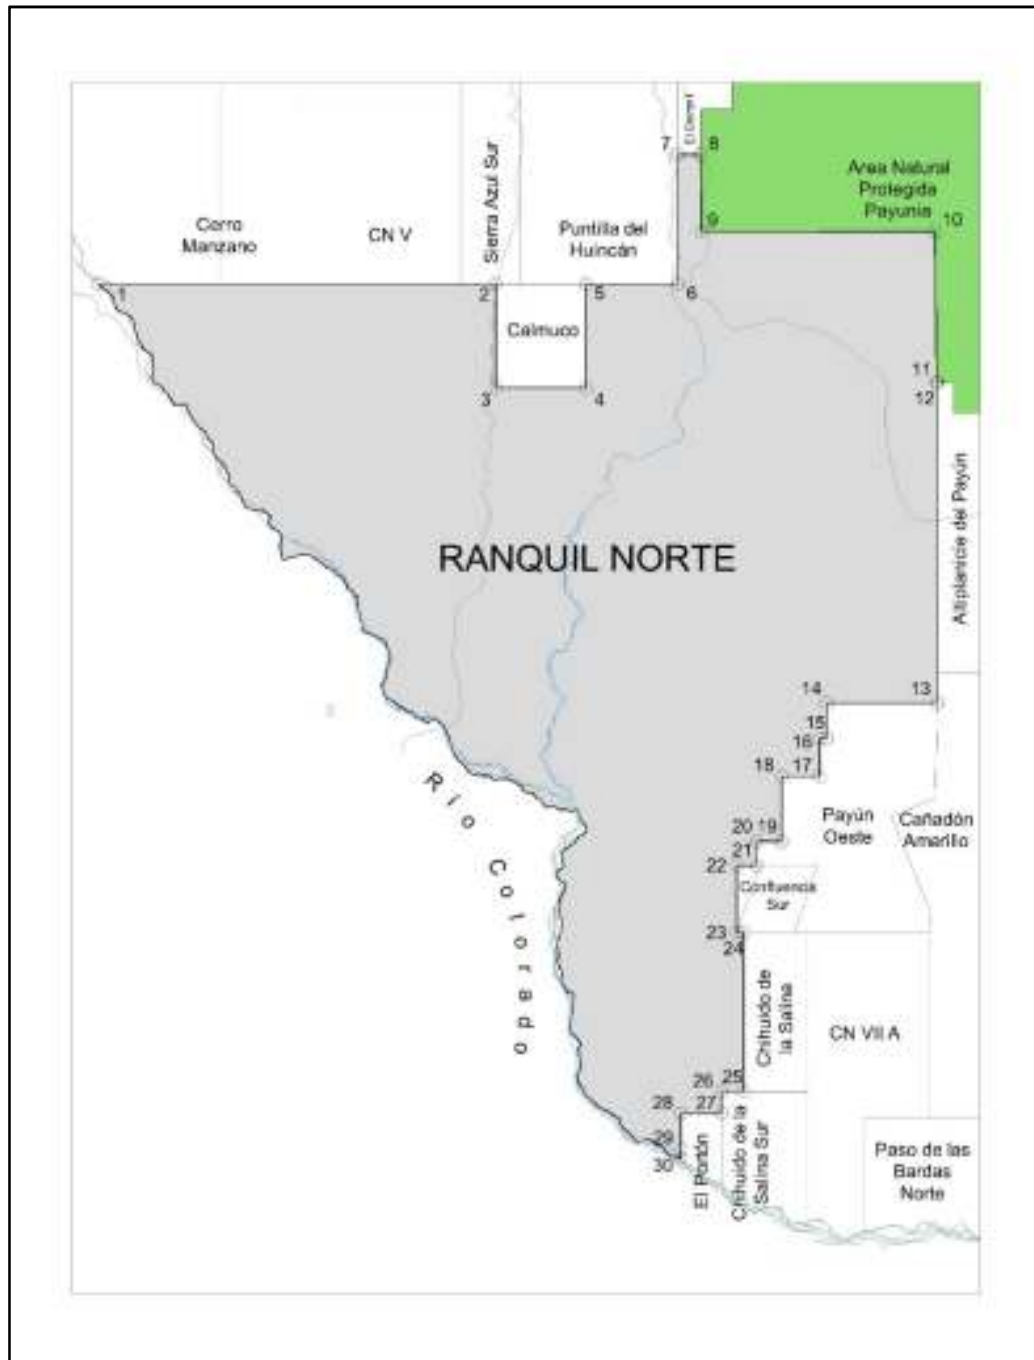 El Cerrer
7
8
Area Natural
Protegida
Payunia
Sierra Azul Sur
Cerro
Manzano
CN V
Puntilla del
Huincán
9
10
1
2
5
6
Calmuco
11
12
3
4
Altiplanicie del Payún
RANQUIL NORTE
14
13
15
16
18
17
Río Colorado
20
19
Payún
Oeste
Cañadón
Amarillo
21
22
Confluencia
Sur
23
24
Chihuido de
la Salina
CN VII A
26
25
28
27
29
30
El Portón
Chihuido de la
Salina Sur
Paso de las
Bardas
Norte